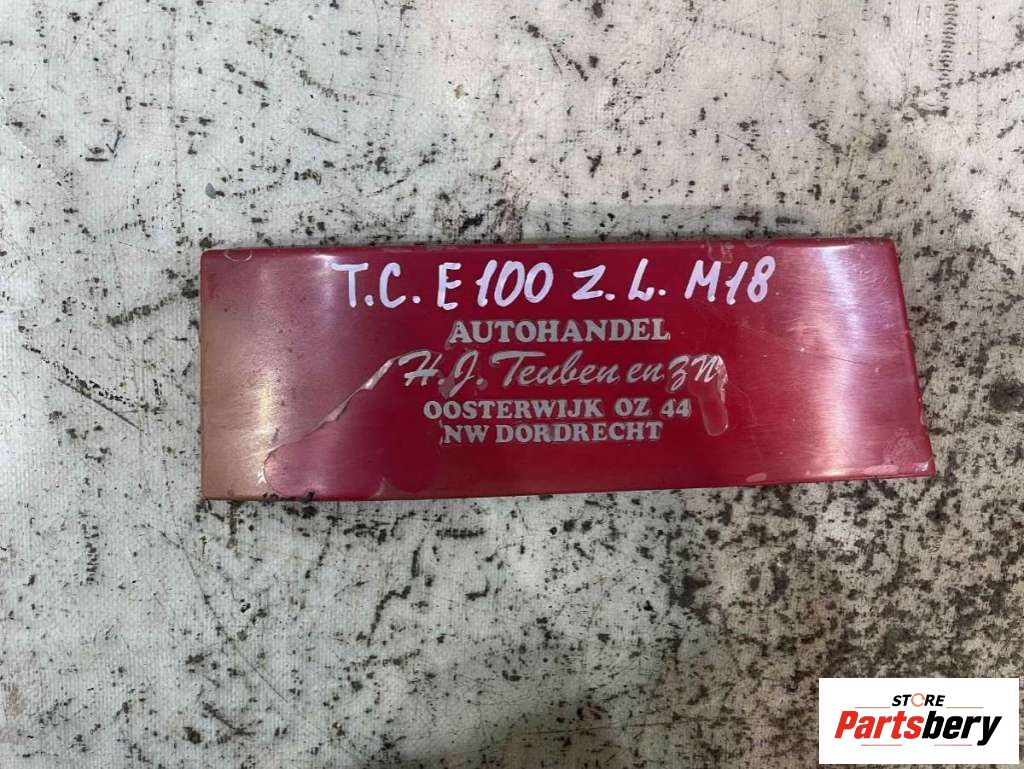 T.C. E100 Z.L. M18
AUTOHANDEL
H.J. Teuben en ZN
OOSTERWIJK OZ 44
NW DORDRECHT
STORE
Partsbery